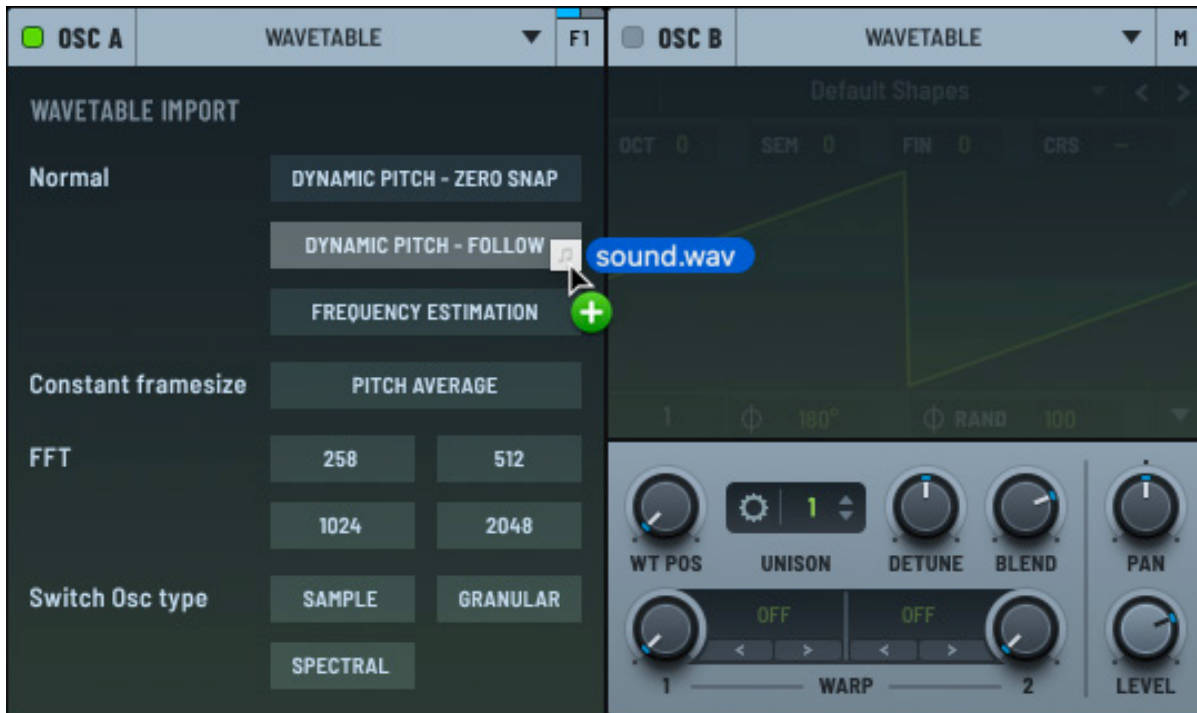 OSC A WAVETABLE F1 OSC B WAVETABLE M
WAVETABLE IMPORT
Normal DYNAMIC PITCH - ZERO SNAP
DYNAMIC PITCH - FOLLOW
sound.wav
FREQUENCY ESTIMATION
Constant framesize PITCH AVERAGE
FFT 258 512
1024 2048
Switch Osc type SAMPLE GRANULAR
SPECTRAL
Default Shapes < >
OCT 0 SEM 0 FIN 0 CRS –
1 180° RAND 100
1
WT POS UNISON DETUNE BLEND PAN
OFF OFF
< > < >
1 WARP 2 LEVEL